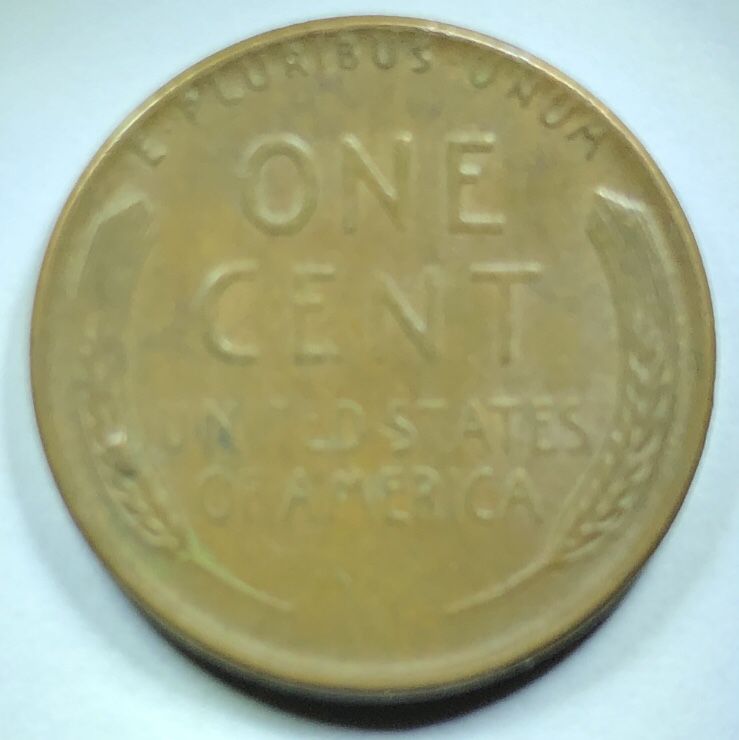 E·PLURIBUS·UNUM
ONE
CENT
UNITED·STATES
OF AMERICA